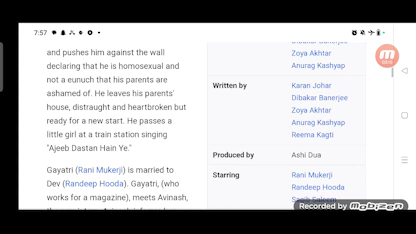 7:57
and pushes him against the wall
declaring that he is homosexual and
not a eunuch that his parents are
ashamed of. He leaves his parents'
house, distraught and heartbroken but
ready for a new start. He passes a
little girl at a train station singing
"Ajeeb Dastan Hain Ye."
Gayatri (Rani Mukerji) is married to
Dev (Randeep Hooda). Gayatri, (who
works for a magazine), meets Avinash,
Dibakar Banerjee
Zoya Akhtar
Anurag Kashyap
Written by Karan Johar
Dibakar Banerjee
Zoya Akhtar
Anurag Kashyap
Reema Kagti
Produced by Ashi Dua
Starring Rani Mukerji
Randeep Hooda
Recorded by Mobizen